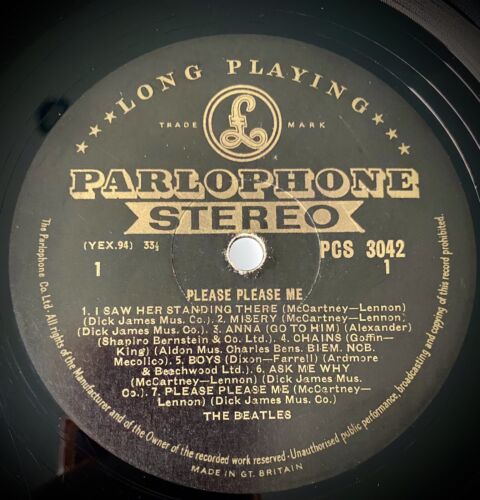 ★★★ LONG PLAYING ★★★
TRADE MARK
£
PARLOPHONE
STEREO
(YEX.94) 33⅓
PCS 3042
1
1
PLEASE PLEASE ME
1. I SAW HER STANDING THERE (McCartney—Lennon)
(Dick James Mus. Co.). 2. MISERY (McCartney—Lennon).
(Dick James Mus. Co.). 3. ANNA (GO TO HIM) (Alexander)
(Shapiro Bernstein & Co. Ltd.) 4. CHAINS (Goffin—
King) (Aldon Mus. Charles Bens. BIEM. NCB.
Mecolico). 5. BOYS (Dixon—Farrell) (Ardmore
& Beachwood Ltd.). 6. ASK ME WHY
(McCartney—Lennon) (Dick James Mus.
Co.). 7. PLEASE PLEASE ME (McCartney—
Lennon) (Dick James Mus. Co.)
THE BEATLES
The Parlophone Co. Ltd. All rights of the Manufacturer and of the Owner of the recorded work reserved · Unauthorised public performance, broadcasting and copying of this record prohibited.
MADE IN GT. BRITAIN